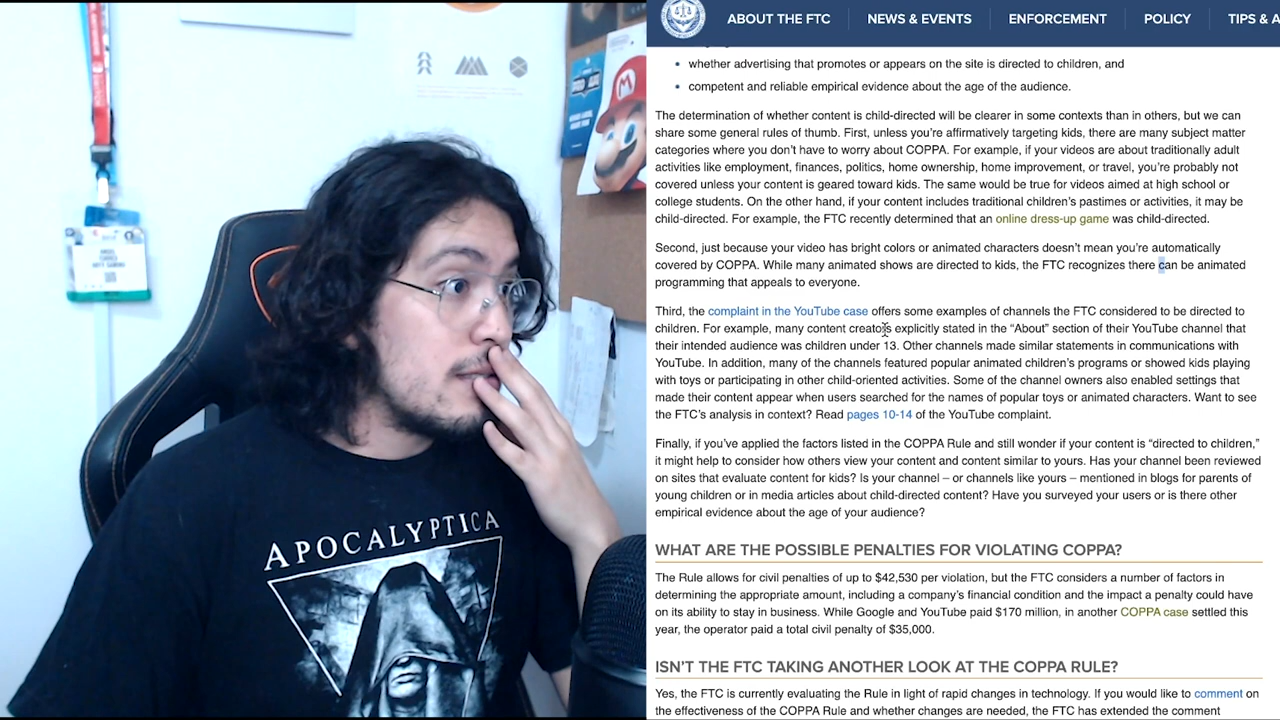 APOCALYPTICA
ABOUT THE FTC
NEWS & EVENTS
ENFORCEMENT
POLICY
TIPS & A
whether advertising that promotes or appears on the site is directed to children, and
competent and reliable empirical evidence about the age of the audience.
The determination of whether content is child-directed will be clearer in some contexts than in others, but we can
share some general rules of thumb. First, unless you're affirmatively targeting kids, there are many subject matter
categories where you don't have to worry about COPPA. For example, if your videos are about traditionally adult
activities like employment, finances, politics, home ownership, home improvement, or travel, you're probably not
covered unless your content is geared toward kids. The same would be true for videos aimed at high school or
college students. On the other hand, if your content includes traditional children's pastimes or activities, it may be
child-directed. For example, the FTC recently determined that an online dress-up game was child-directed.
Second, just because your video has bright colors or animated characters doesn't mean you're automatically
covered by COPPA. While many animated shows are directed to kids, the FTC recognizes there can be animated
programming that appeals to everyone.
Third, the complaint in the YouTube case offers some examples of channels the FTC considered to be directed to
children. For example, many content creators explicitly stated in the “About” section of their YouTube channel that
their intended audience was children under 13. Other channels made similar statements in communications with
YouTube. In addition, many of the channels featured popular animated children's programs or showed kids playing
with toys or participating in other child-oriented activities. Some of the channel owners also enabled settings that
made their content appear when users searched for the names of popular toys or animated characters. Want to see
the FTC's analysis in context? Read pages 10-14 of the YouTube complaint.
Finally, if you've applied the factors listed in the COPPA Rule and still wonder if your content is “directed to children,”
it might help to consider how others view your content and content similar to yours. Has your channel been reviewed
on sites that evaluate content for kids? Is your channel – or channels like yours – mentioned in blogs for parents of
young children or in media articles about child-directed content? Have you surveyed your users or is there other
empirical evidence about the age of your audience?
WHAT ARE THE POSSIBLE PENALTIES FOR VIOLATING COPPA?
The Rule allows for civil penalties of up to $42,530 per violation, but the FTC considers a number of factors in
determining the appropriate amount, including a company's financial condition and the impact a penalty could have
on its ability to stay in business. While Google and YouTube paid $170 million, in another COPPA case settled this
year, the operator paid a total civil penalty of $35,000.
ISN'T THE FTC TAKING ANOTHER LOOK AT THE COPPA RULE?
Yes, the FTC is currently evaluating the Rule in light of rapid changes in technology. If you would like to comment on
the effectiveness of the COPPA Rule and whether changes are needed, the FTC has extended the comment